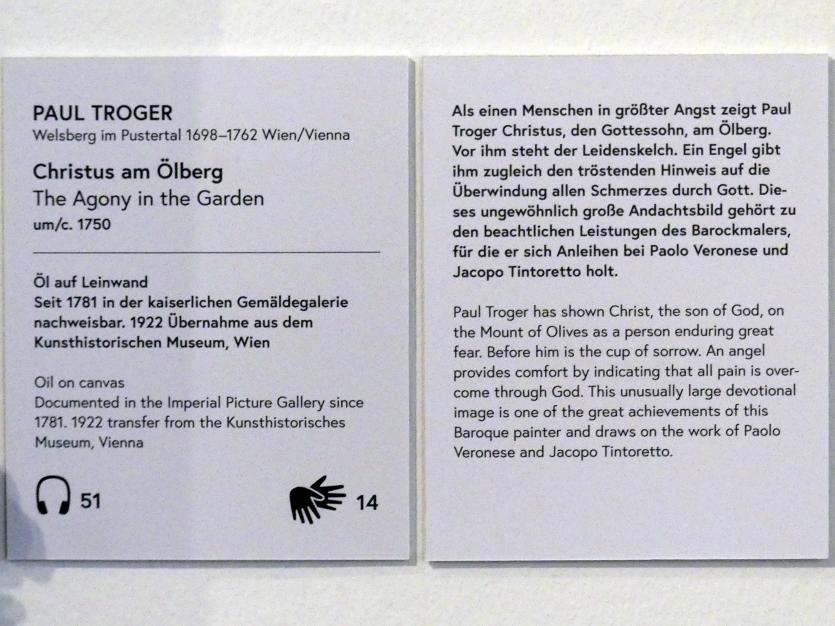 PAUL TROGER
Welsberg im Pustertal 1698–1762 Wien/Vienna
Christus am Ölberg
The Agony in the Garden
um/c. 1750
Öl auf Leinwand
Seit 1781 in der kaiserlichen Gemäldegalerie
nachweisbar. 1922 Übernahme aus dem
Kunsthistorischen Museum, Wien
Oil on canvas
Documented in the Imperial Picture Gallery since
1781. 1922 transfer from the Kunsthistorisches
Museum, Vienna
51
14
Als einen Menschen in größter Angst zeigt Paul
Troger Christus, den Gottessohn, am Ölberg.
Vor ihm steht der Leidenskelch. Ein Engel gibt
ihm zugleich den tröstenden Hinweis auf die
Überwindung allen Schmerzes durch Gott. Die-
ses ungewöhnlich große Andachtsbild gehört zu
den beachtlichen Leistungen des Barockmalers,
für die er sich Anleihen bei Paolo Veronese und
Jacopo Tintoretto holt.
Paul Troger has shown Christ, the son of God, on
the Mount of Olives as a person enduring great
fear. Before him is the cup of sorrow. An angel
provides comfort by indicating that all pain is over-
come through God. This unusually large devotional
image is one of the great achievements of this
Baroque painter and draws on the work of Paolo
Veronese and Jacopo Tintoretto.